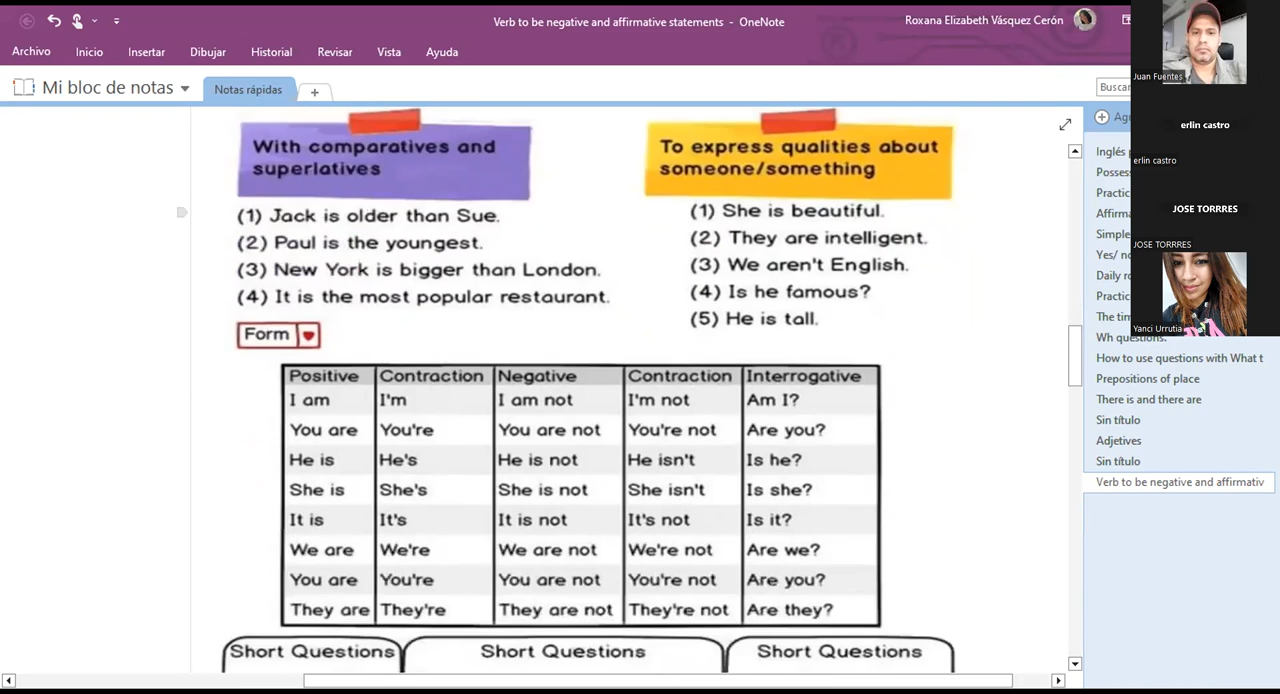 Verb to be negative and affirmative statements - OneNote
Roxana Elizabeth Vásquez Cerón
Archivo Inicio Insertar Dibujar Historial Revisar Vista Ayuda
Mi bloc de notas
Notas rápidas
With comparatives and
superlatives
(1) Jack is older than Sue.
(2) Paul is the youngest.
(3) New York is bigger than London.
(4) It is the most popular restaurant.
To express qualities about
someone/something
(1) She is beautiful.
(2) They are intelligent.
(3) We aren't English.
(4) Is he famous?
(5) He is tall.
Form
Positive Contraction Negative Contraction Interrogative
I am I'm I am not I'm not Am I?
You are You're You are not You're not Are you?
He is He's He is not He isn't Is he?
She is She's She is not She isn't Is she?
It is It's It is not It's not Is it?
We are We're We are not We're not Are we?
You are You're You are not You're not Are you?
They are They're They are not They're not Are they?
Short Questions Short Questions Short Questions
Buscar
Inglés
Possess
Practic
Affirma
Simple
Yes/ no
Daily ro
Practic
The tim
Wh questions.
How to use questions with What t
Prepositions of place
There is and there are
Sin título
Adjetives
Sin título
Verb to be negative and affirmativ
Juan Fuentes
erlin castro
erlin castro
JOSE TORRRES
JOSE TORRRES
Yanci Urrutia